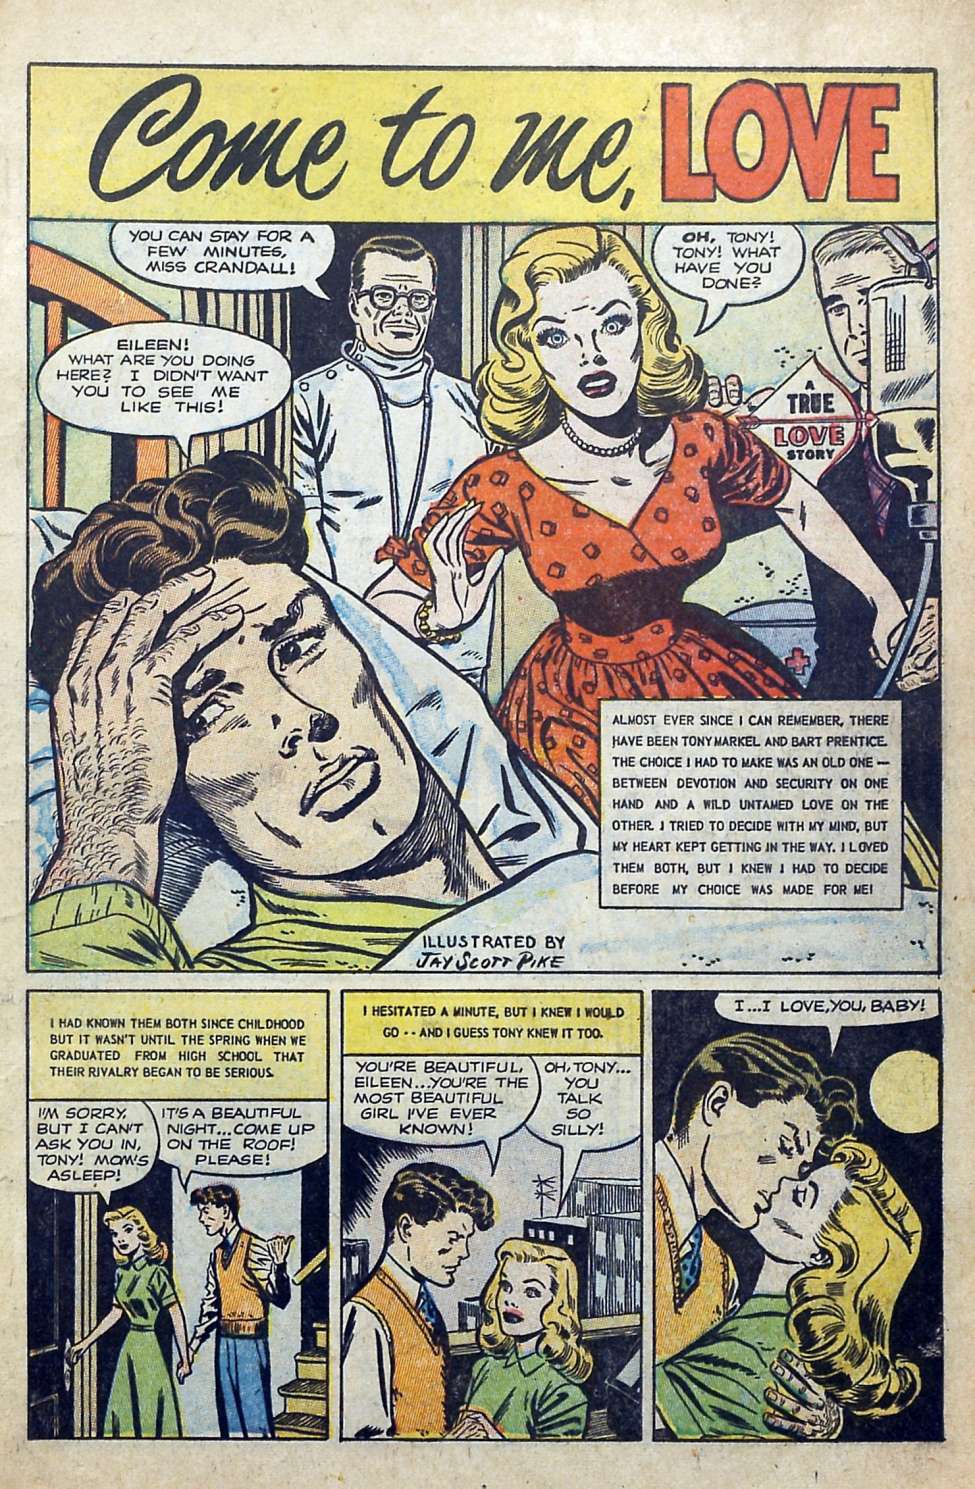 Come to me, LOVE
YOU CAN STAY FOR A
FEW MINUTES,
MISS CRANDALL!
OH, TONY!
TONY! WHAT
HAVE YOU
DONE?
EILEEN!
WHAT ARE YOU DOING
HERE? I DIDN'T WANT
YOU TO SEE ME
LIKE THIS!
A
TRUE
LOVE
STORY
ALMOST EVER SINCE I CAN REMEMBER, THERE
HAVE BEEN TONY MARKEL AND BART PRENTICE.
THE CHOICE I HAD TO MAKE WAS AN OLD ONE —
BETWEEN DEVOTION AND SECURITY ON ONE
HAND AND A WILD UNTAMED LOVE ON THE
OTHER. I TRIED TO DECIDE WITH MY MIND, BUT
MY HEART KEPT GETTING IN THE WAY. I LOVED
THEM BOTH, BUT I KNEW I HAD TO DECIDE
BEFORE MY CHOICE WAS MADE FOR ME!
ILLUSTRATED BY
JAY SCOTT PIKE
I HAD KNOWN THEM BOTH SINCE CHILDHOOD
BUT IT WASN'T UNTIL THE SPRING WHEN WE
GRADUATED FROM HIGH SCHOOL THAT
THEIR RIVALRY BEGAN TO BE SERIOUS.
I'M SORRY,
BUT I CAN'T
ASK YOU IN,
TONY! MOM'S
ASLEEP!
IT'S A BEAUTIFUL
NIGHT...COME UP
ON THE ROOF!
PLEASE!
I HESITATED A MINUTE, BUT I KNEW I WOULD
GO -- AND I GUESS TONY KNEW IT TOO.
YOU'RE BEAUTIFUL,
EILEEN...YOU'RE THE
MOST BEAUTIFUL
GIRL I'VE EVER
KNOWN!
OH, TONY...
YOU
TALK
SO
SILLY!
I...I LOVE YOU, BABY!